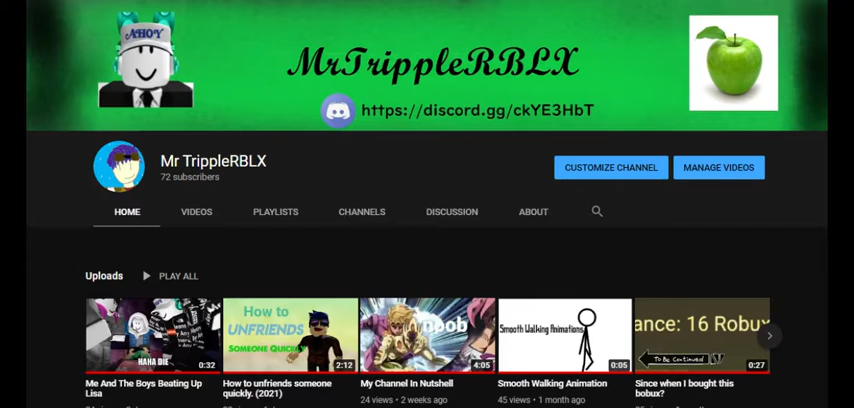 AHOY
MrTrippleRBLX
https://discord.gg/ckYE3HbT
Mr TrippleRBLX
72 subscribers
CUSTOMIZE CHANNEL
MANAGE VIDEOS
HOME
VIDEOS
PLAYLISTS
CHANNELS
DISCUSSION
ABOUT
Uploads
PLAY ALL
HAHA DIE
0:32
How to
UNFRIENDS
SOMEONE QUICKLY
2:12
noob
4:05
Smooth Walking Animations
0:05
ance: 16 Robux
To Be Continued
0:27
Me And The Boys Beating Up
Lisa
How to unfriends someone
quickly. (2021)
My Channel In Nutshell
24 views • 2 weeks ago
Smooth Walking Animation
45 views • 1 month ago
Since when I bought this
bobux?